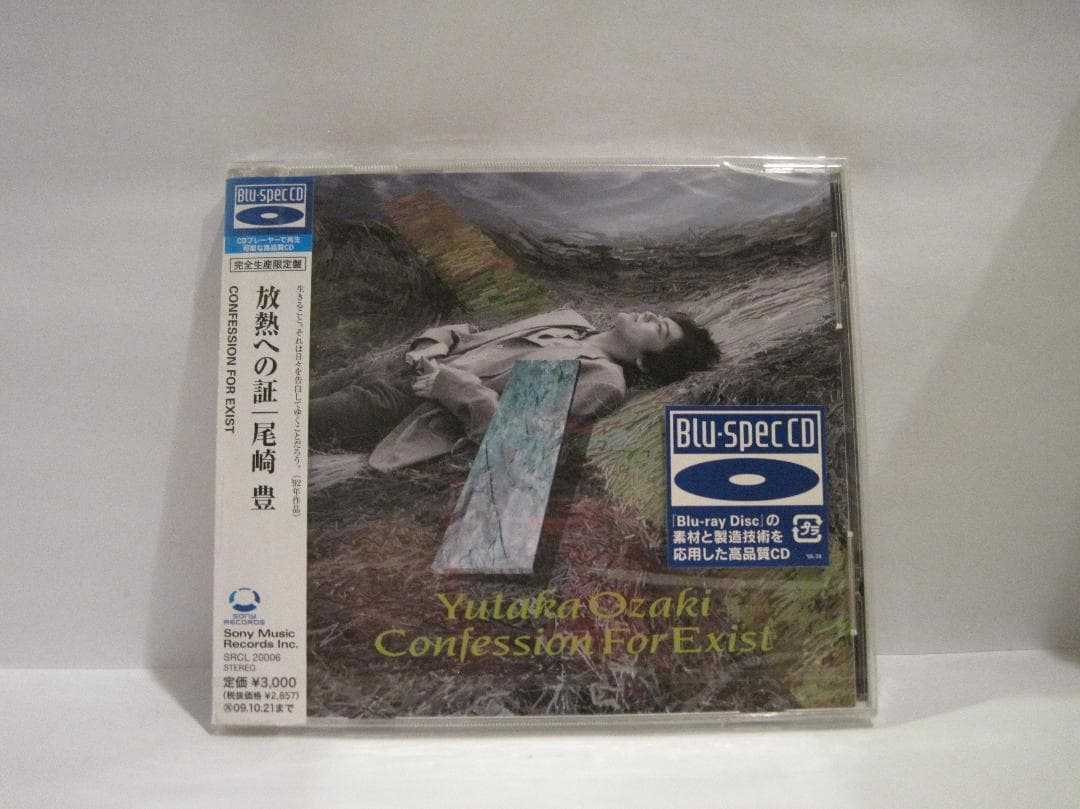 Blu-spec CD
CDプレーヤーで再生
可能な高品質CD
完全生産限定盤
放熱への証|尾崎 豊
CONFESSION FOR EXIST
生きること。それは日々を告白してゆくことだろう。('92年作品)
SONY
RECORDS
Sony Music
Records Inc.
SRCL 20006
STEREO
定価 ¥3,000
(税抜価格 ¥2,857)
09.10.21まで
Blu-spec CD
「Blu-ray Disc」の
素材と製造技術を
応用した高品質CD
プラ
Yutaka Ozaki
Confession For Exist